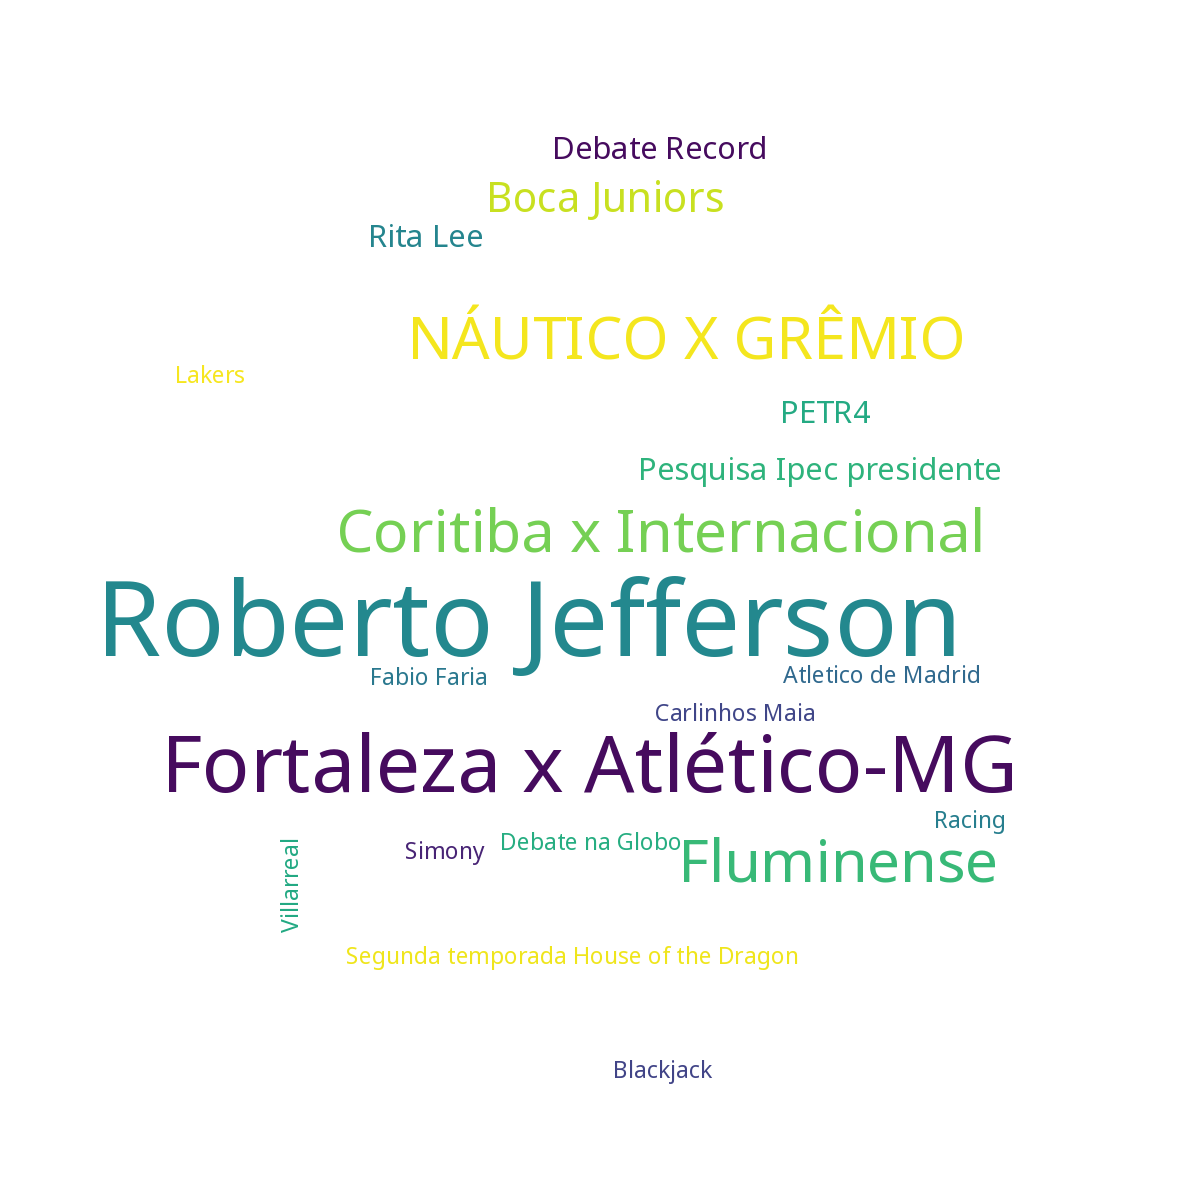 Debate Record
Boca Juniors
Rita Lee
NÁUTICO X GRÊMIO
Lakers
PETR4
Pesquisa Ipec presidente
Coritiba x Internacional
Roberto Jefferson
Fabio Faria
Atletico de Madrid
Carlinhos Maia
Fortaleza x Atlético-MG
Racing
Debate na Globo
Simony
Fluminense
Villarreal
Segunda temporada House of the Dragon
Blackjack